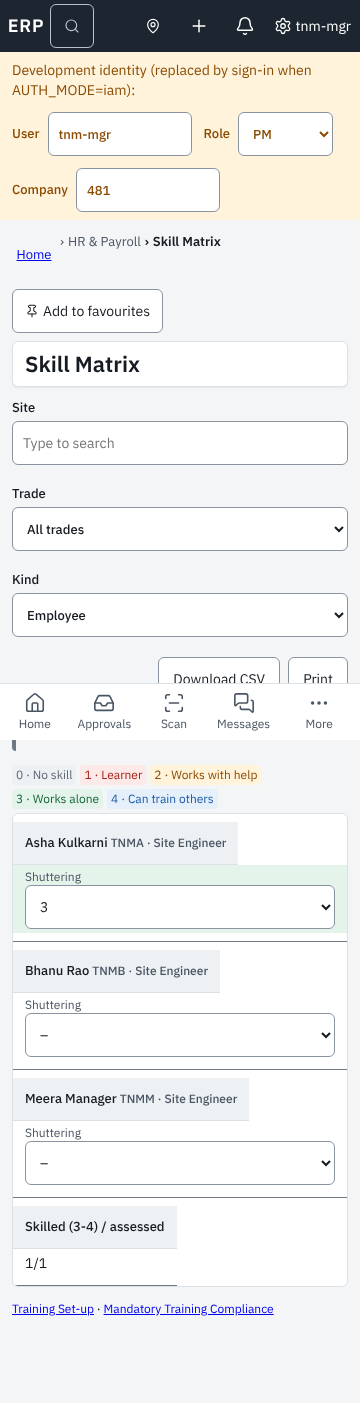 ERP tnm-mgr
Development identity (replaced by sign-in when
AUTH_MODE=iam):
User tnm-mgr Role PM
Company 481
Home › HR & Payroll › Skill Matrix
Add to favourites
Skill Matrix
Site
Type to search
Trade
All trades
Kind
Employee
Download CSV Print
Home Approvals Scan Messages More
0 · No skill 1 · Learner 2 · Works with help
3 · Works alone 4 · Can train others
Asha Kulkarni TNMA · Site Engineer
Shuttering
3
Bhanu Rao TNMB · Site Engineer
Shuttering
–
Meera Manager TNMM · Site Engineer
Shuttering
–
Skilled (3-4) / assessed
1/1
Training Set-up · Mandatory Training Compliance